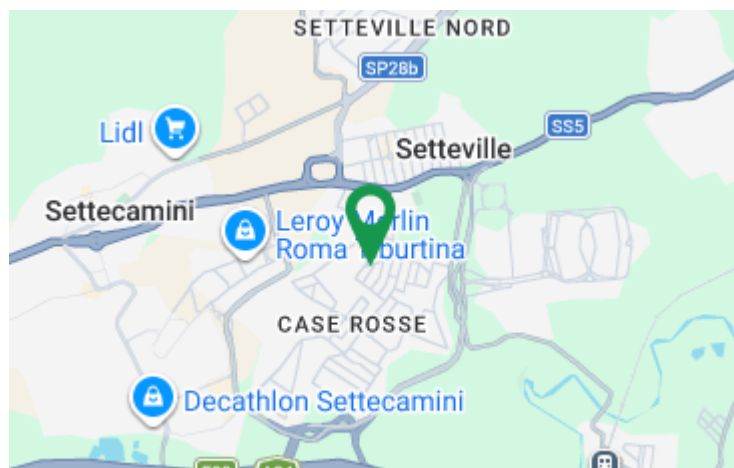 SETTEVILLE NORD
SP28b
Lidl
SS5
Setteville
Settecamini
Leroy Merlin
Roma Tiburtina
CASE ROSSE
Decathlon Settecamini